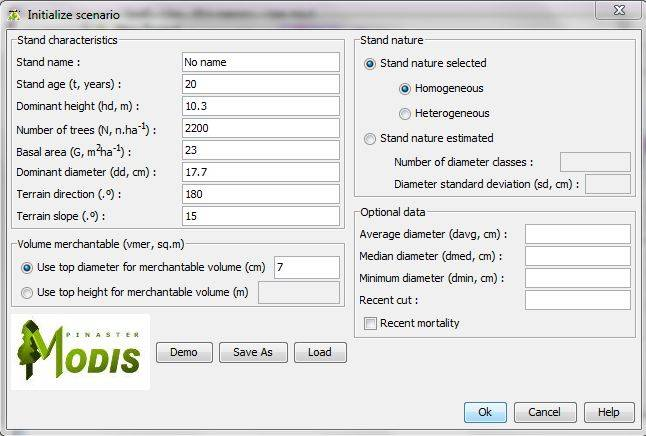 Initialize scenario
Stand characteristics
Stand name : No name
Stand age (t, years) : 20
Dominant height (hd, m) : 10.3
Number of trees (N, n.ha-1) : 2200
Basal area (G, m2ha-1) : 23
Dominant diameter (dd, cm) : 17.7
Terrain direction (.º) : 180
Terrain slope (.º) : 15
Volume merchantable (vmer, sq.m)
Use top diameter for merchantable volume (cm) 7
Use top height for merchantable volume (m)
PINASTER
MODIS
Demo Save As Load
Stand nature
Stand nature selected
Homogeneous
Heterogeneous
Stand nature estimated
Number of diameter classes :
Diameter standard deviation (sd, cm) :
Optional data
Average diameter (davg, cm) :
Median diameter (dmed, cm) :
Minimum diameter (dmin, cm) :
Recent cut :
Recent mortality
Ok Cancel Help